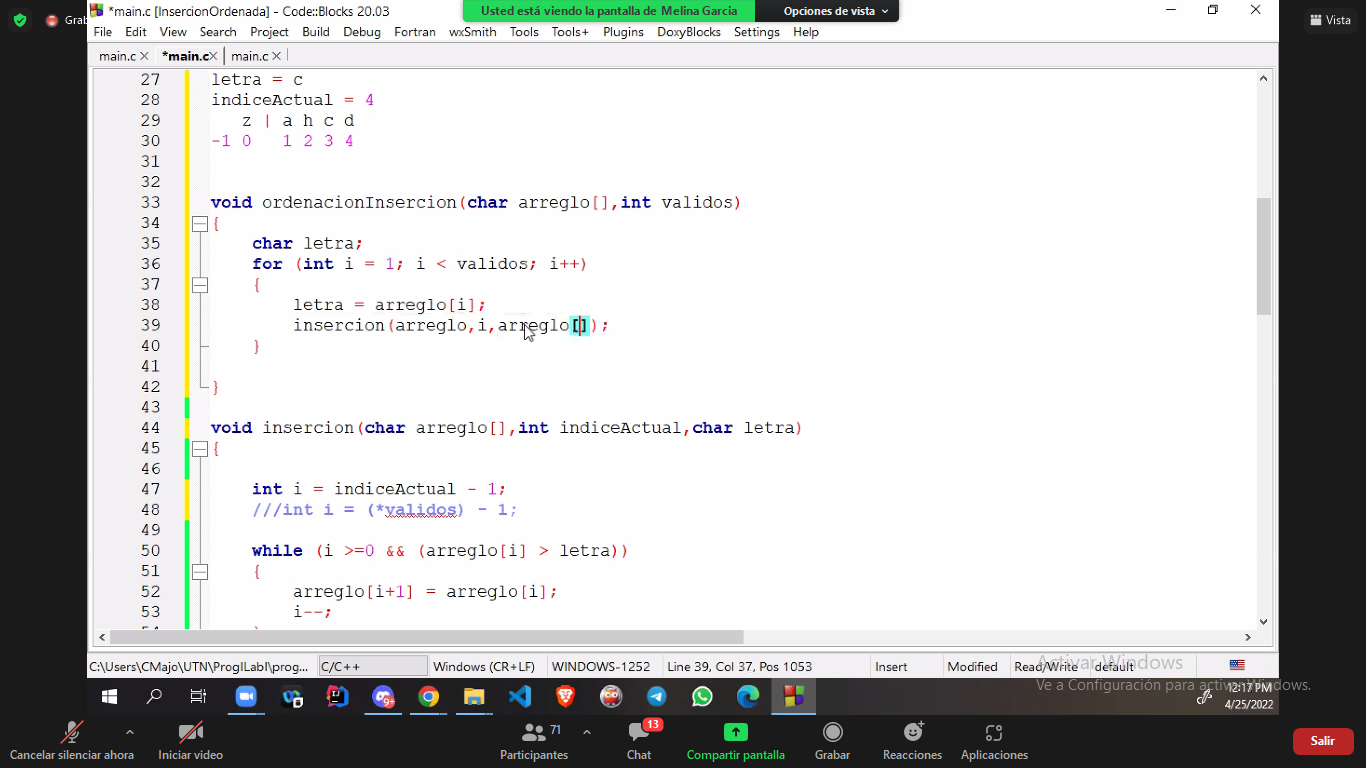 Grab
*main.c [InsercionOrdenada] - Code::Blocks 20.03
Usted está viendo la pantalla de Melina Garcia
Opciones de vista
Vista
File Edit View Search Project Build Debug Fortran wxSmith Tools Tools+ Plugins DoxyBlocks Settings Help
main.c *main.c main.c
27 letra = c
28 indiceActual = 4
29 z | a h c d
30 -1 0 1 2 3 4
31
32
33 void ordenacionInsercion(char arreglo[],int validos)
34 {
35 char letra;
36 for (int i = 1; i < validos; i++)
37 {
38 letra = arreglo[i];
39 insercion(arreglo,i,arreglo[]);
40 }
41
42 }
43
44 void insercion(char arreglo[],int indiceActual,char letra)
45 {
46
47 int i = indiceActual - 1;
48 ///int i = (*validos) - 1;
49
50 while (i >=0 && (arreglo[i] > letra))
51 {
52 arreglo[i+1] = arreglo[i];
53 i--;
C:\Users\CMajo\UTN\ProgILabI\prog... C/C++ Windows (CR+LF) WINDOWS-1252 Line 39, Col 37, Pos 1053 Insert Modified Read/Write default
Activar Windows
Ve a Configuración para activar Windows.
9+
12:17 PM
4/25/2022
Cancelar silenciar ahora Iniciar video Participantes 71 Chat 13 Compartir pantalla Grabar Reacciones Aplicaciones Salir